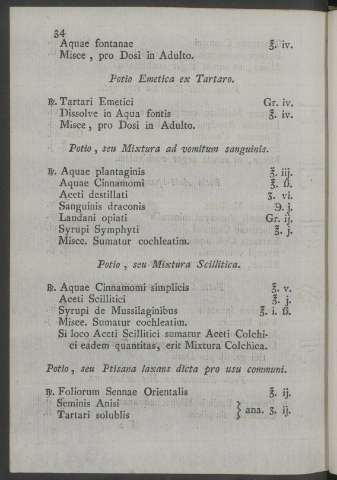 34
Aquae fontanae ℥. iv.
Misce , pro Dosi in Adulto.
Potio Emetica ex Tartaro.
℞. Tartari Emetici Gr. iv.
Dissolve in Aqua fontis ℥. iv.
Misce , pro Dosi in Adulto.
Potio , seu Mixtura ad vomitum sanguinis.
℞. Aquae plantaginis ℥. iij.
Aquae Cinnamomi ℥. ß.
Aceti destillati ʒ. vi.
Sanguinis draconis ℈. j.
Landani opiati Gr. ij.
Syrupi Symphyti ℥. j.
Misce. Sumatur cochleatim.
Potio , seu Mixtura Scillitica.
℞. Aquae Cinnamomi simplicis ℥. v.
Aceti Scillitici ℥. j.
Syrupi de Mussilaginibus ℥. i. ß.
Misce. Sumatur cochleatim.
Si loco Aceti Scillitici sumatur Aceti Colchi-
ci eadem quantitas, erit Mixtura Colchica.
Potio , seu Ptisana laxans dicta pro usu communi.
℞. Foliorum Sennae Orientalis ℥. ij.
Seminis Anisi
Tartari solublis } ana. ʒ. ij.